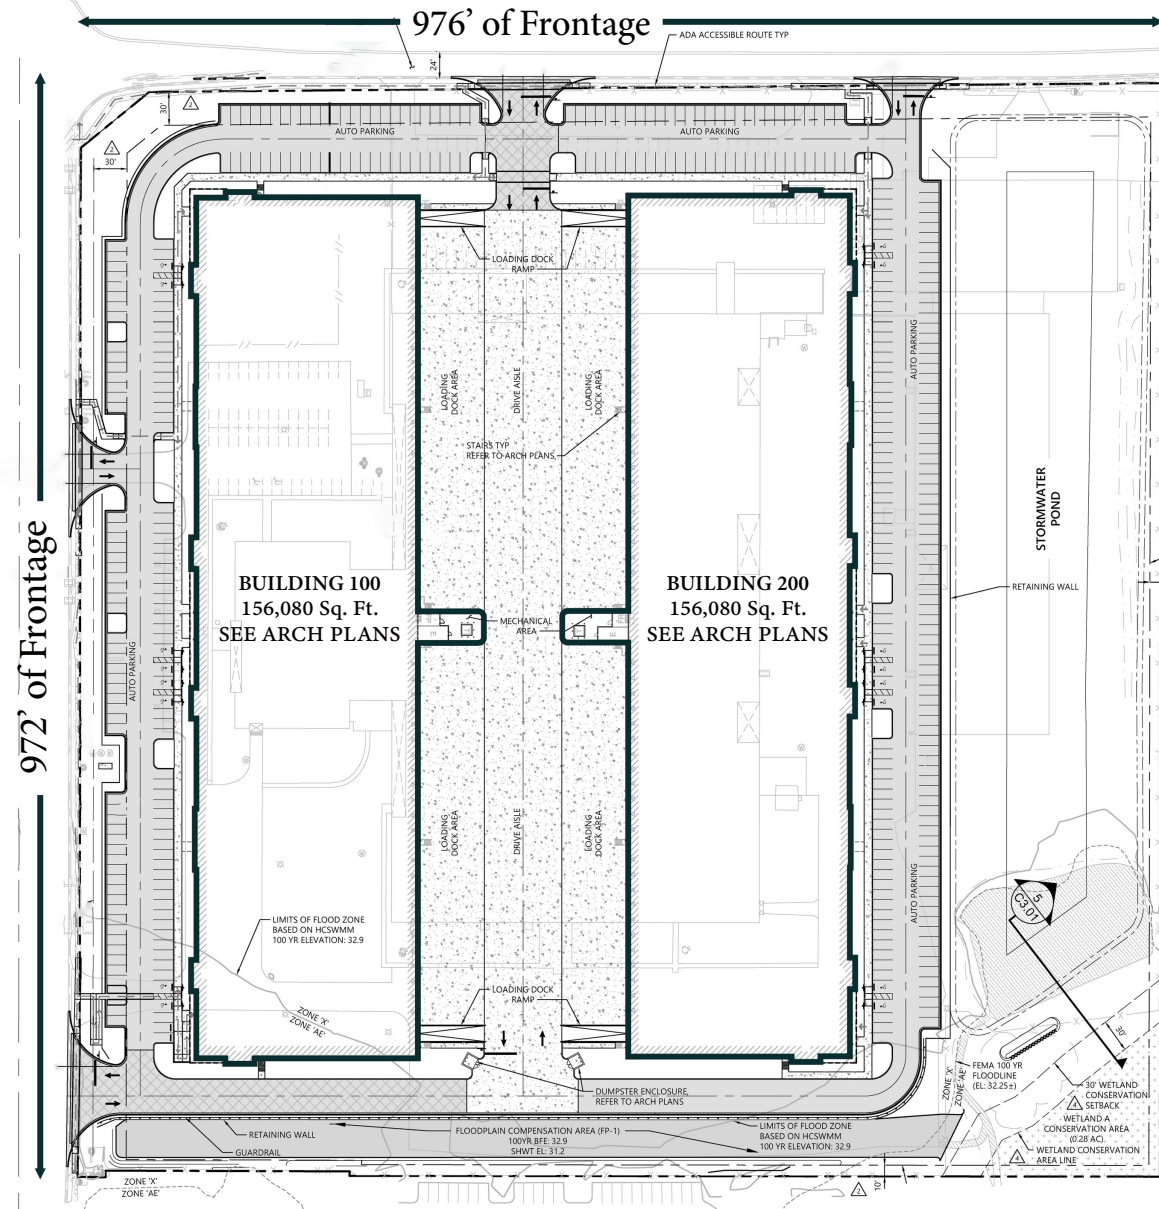 976’ of Frontage
ADA ACCESSIBLE ROUTE TYP
24'
30'
2
2
30'
AUTO PARKING
AUTO PARKING
LOADING DOCK
RAMP
LOADING
DOCK AREA
DRIVE AISLE
LOADING
DOCK AREA
AUTO PARKING
STAIRS TYP
REFER TO ARCH PLANS
972’ of Frontage
STORMWATER
POND
BUILDING 100
156,080 Sq. Ft.
SEE ARCH PLANS
BUILDING 200
156,080 Sq. Ft.
SEE ARCH PLANS
RETAINING WALL
MECHANICAL
AREA
AUTO PARKING
LOADING
DOCK AREA
DRIVE AISLE
LOADING
DOCK AREA
AUTO PARKING
5
C3.01
LIMITS OF FLOOD ZONE
BASED ON HCSWMM
100 YR ELEVATION: 32.9
LOADING DOCK
RAMP
ZONE 'X'
ZONE 'AE'
30'
FEMA 100 YR
FLOODLINE
(EL: 32.25±)
ZONE 'X'
ZONE 'AE'
DUMPSTER ENCLOSURE,
REFER TO ARCH PLANS
30' WETLAND
CONSERVATION
SETBACK
4
WETLAND A
CONSERVATION AREA
(0.28 AC)
WETLAND CONSERVATION
AREA LINE
4
RETAINING WALL
GUARDRAIL
FLOODPLAIN COMPENSATION AREA (FP-1)
100YR BFE: 32.9
SHWT EL: 31.2
LIMITS OF FLOOD ZONE
BASED ON HCSWMM
100 YR ELEVATION: 32.9
ZONE 'X'
ZONE 'AE'
2
10'